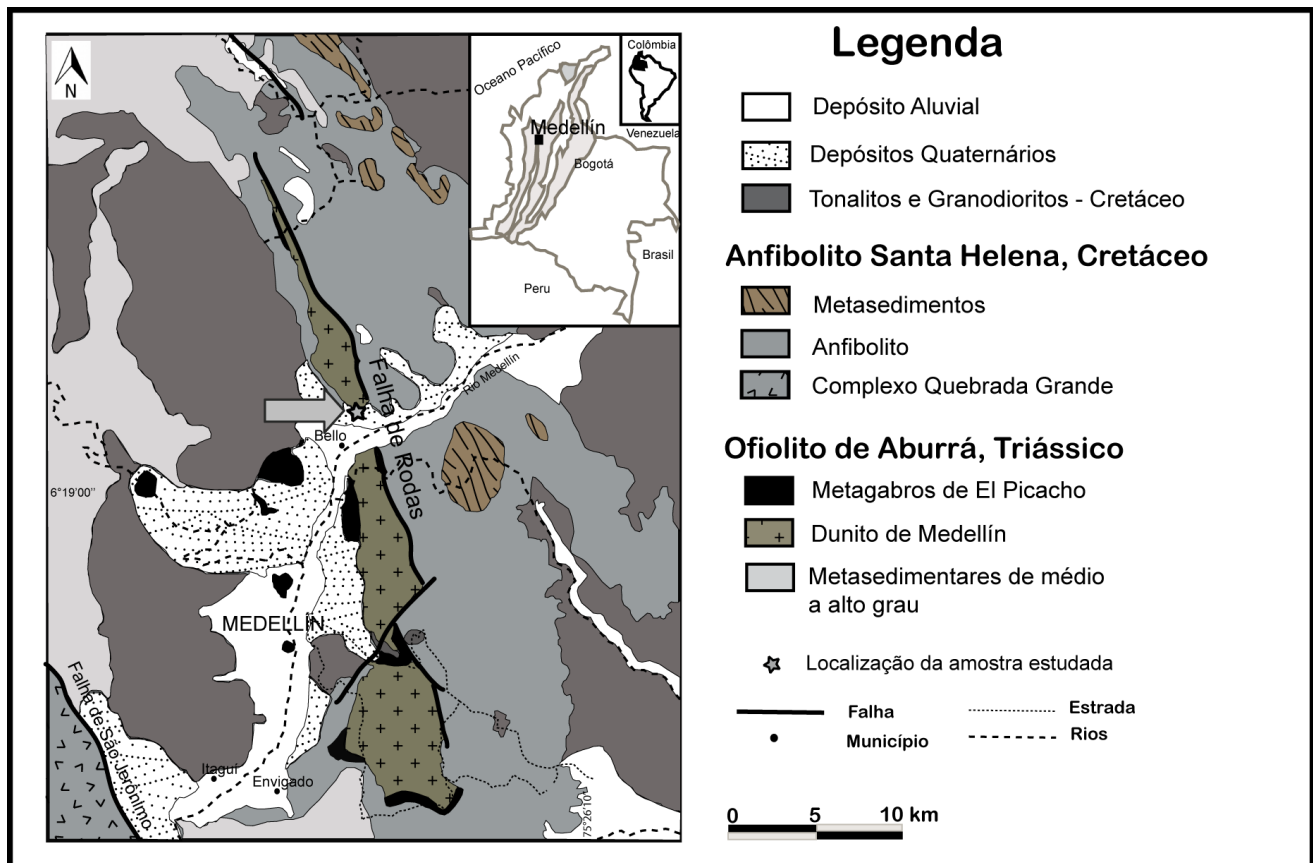 N
Oceano Pacífico
Colômbia
Venezuela
Medellín
Bogotá
Brasil
Peru
Falha de Rodas
Rio Medellín
Bello
6°19'00''
MEDELLÍN
Falha de São Jerônimo
Itaguí
Envigado
75°26'10''
Legenda
Depósito Aluvial
Depósitos Quaternários
Tonalitos e Granodioritos - Cretáceo
Anfibolito Santa Helena, Cretáceo
Metasedimentos
Anfibolito
Complexo Quebrada Grande
Ofiolito de Aburrá, Triássico
Metagabros de El Picacho
Dunito de Medellín
Metasedimentares de médio
a alto grau
Localização da amostra estudada
Falha
Estrada
Município
Rios
0 5 10 km